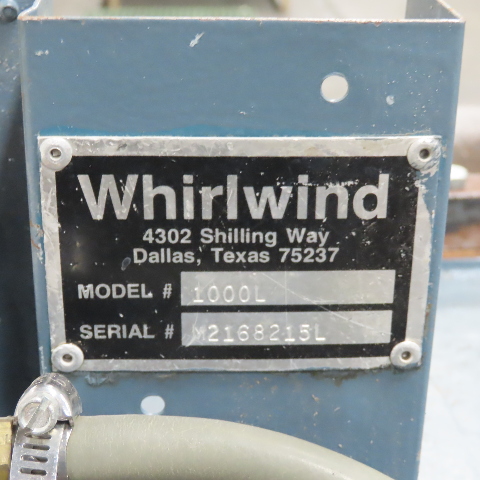 Whirlwind
4302 Shilling Way
Dallas, Texas 75237
MODEL # 1000L
SERIAL # M2168215L